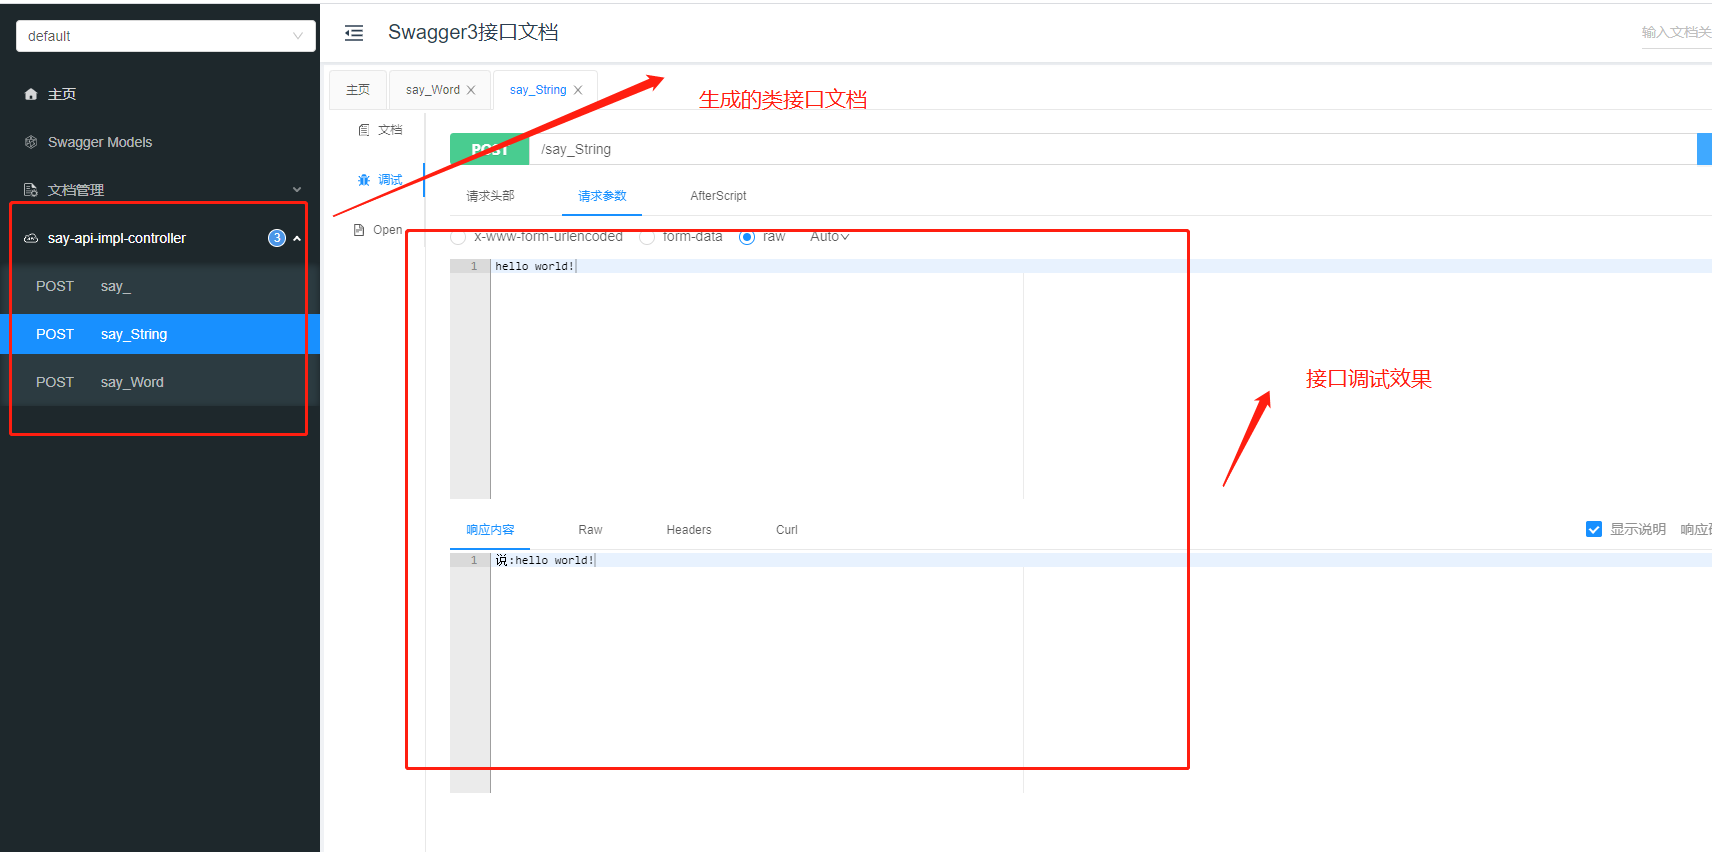 default
主页
Swagger Models
文档管理
say-api-impl-controller
3
POST say_
POST say_String
POST say_Word
Swagger3接口文档
输入文档关
主页
say_Word
say_String
生成的类接口文档
文档
调试
Open
POST
/say_String
请求头部
请求参数
AfterScript
x-www-form-urlencoded
form-data
raw
Auto
1
hello world!
接口调试效果
响应内容
Raw
Headers
Curl
显示说明
响应码
1
说:hello world!